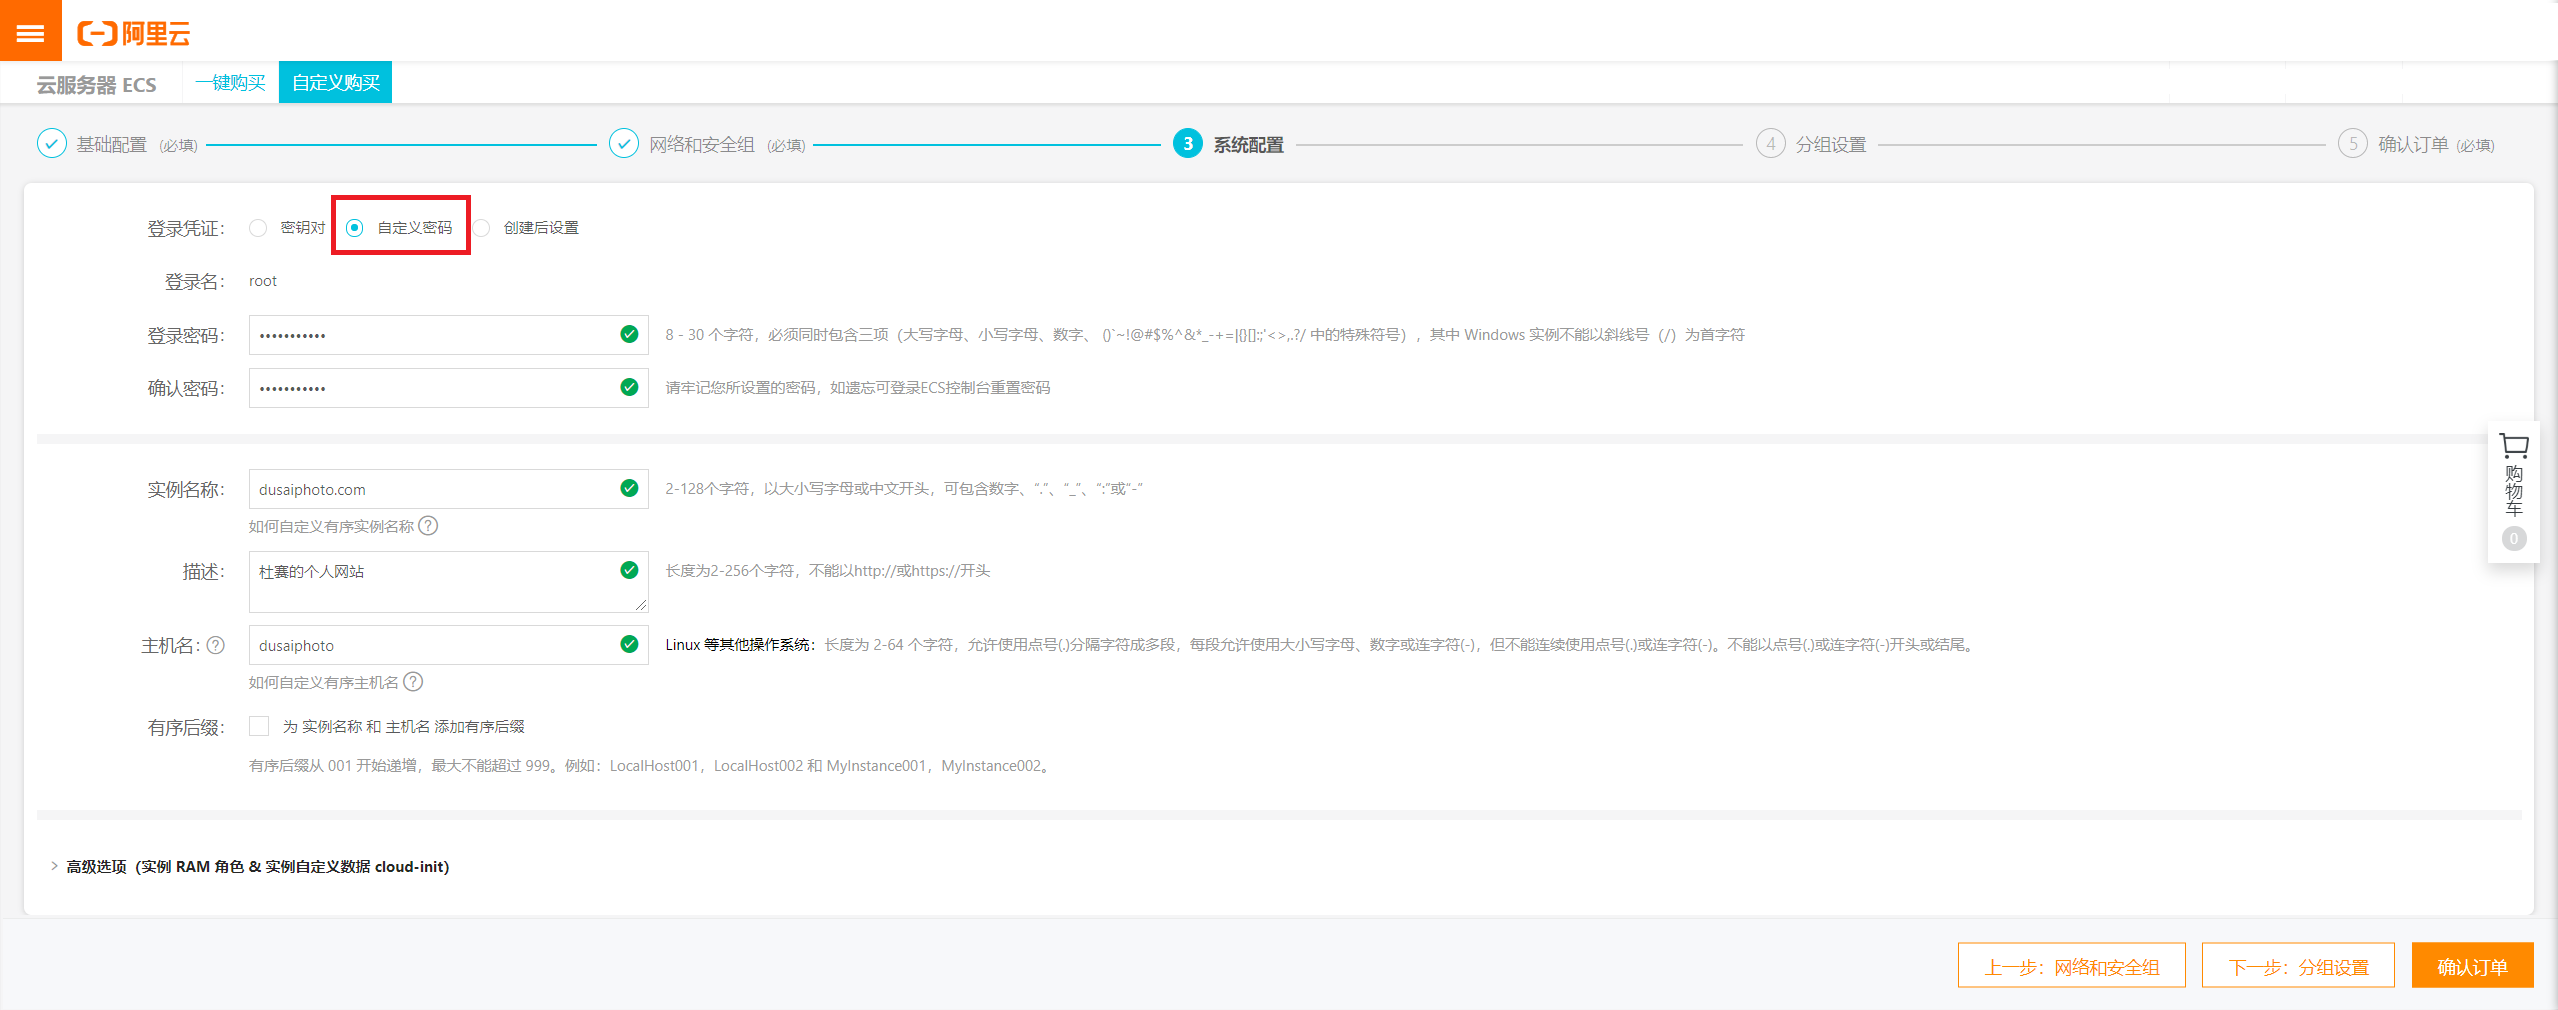 阿里云
云服务器 ECS 一键购买 自定义购买
基础配置 (必填) 网络和安全组 (必填) 3 系统配置 4 分组设置 5 确认订单 (必填)
登录凭证： 密钥对 自定义密码 创建后设置
登录名： root
登录密码： ••••••••••• 8 - 30 个字符，必须同时包含三项（大写字母、小写字母、数字、 ()`~!@#$%^&*_-+=|{}[]:;'<>,.?/ 中的特殊符号），其中 Windows 实例不能以斜线号（/）为首字符
确认密码： ••••••••••• 请牢记您所设置的密码，如遗忘可登录ECS控制台重置密码
实例名称： dusaiphoto.com 2-128个字符，以大小写字母或中文开头，可包含数字、“.”、“_”、“:”或“-”
如何自定义有序实例名称 ?
描述： 杜赛的个人网站 长度为2-256个字符，不能以http://或https://开头
主机名： ? dusaiphoto Linux 等其他操作系统：长度为 2-64 个字符，允许使用点号(.)分隔字符成多段，每段允许使用大小写字母、数字或连字符(-)，但不能连续使用点号(.)或连字符(-)。不能以点号(.)或连字符(-)开头或结尾。
如何自定义有序主机名 ?
有序后缀： 为 实例名称 和 主机名 添加有序后缀
有序后缀从 001 开始递增，最大不能超过 999。例如：LocalHost001，LocalHost002 和 MyInstance001，MyInstance002。
> 高级选项（实例 RAM 角色 & 实例自定义数据 cloud-init）
购物车
0
上一步：网络和安全组 下一步：分组设置 确认订单